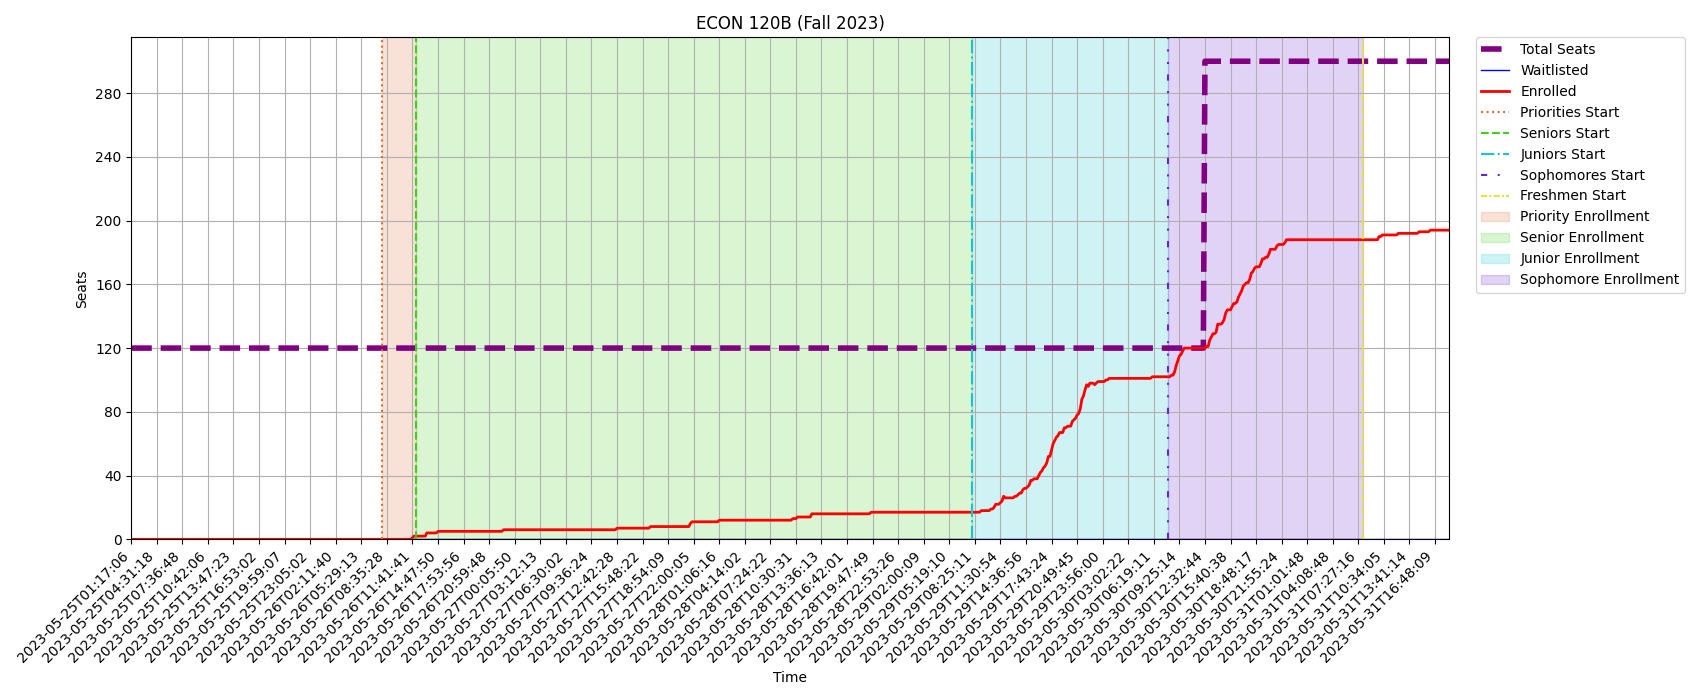 ECON 120B (Fall 2023)
Total Seats
Waitlisted
Enrolled
Priorities Start
Seniors Start
Juniors Start
Sophomores Start
Freshmen Start
Priority Enrollment
Senior Enrollment
Junior Enrollment
Sophomore Enrollment
Seats
280
240
200
160
120
80
40
0
2023-05-25T01:17:06
2023-05-25T04:31:18
2023-05-25T07:36:48
2023-05-25T10:42:06
2023-05-25T13:47:23
2023-05-25T16:53:02
2023-05-25T19:59:07
2023-05-25T23:05:02
2023-05-26T02:11:40
2023-05-26T05:29:13
2023-05-26T08:35:28
2023-05-26T11:41:41
2023-05-26T14:47:50
2023-05-26T17:53:56
2023-05-26T20:59:48
2023-05-27T00:05:50
2023-05-27T03:12:13
2023-05-27T06:30:02
2023-05-27T09:36:24
2023-05-27T12:42:28
2023-05-27T15:48:22
2023-05-27T18:54:09
2023-05-27T22:00:05
2023-05-28T01:06:16
2023-05-28T04:14:02
2023-05-28T07:24:22
2023-05-28T10:30:31
2023-05-28T13:36:13
2023-05-28T16:42:01
2023-05-28T19:47:49
2023-05-28T22:53:26
2023-05-29T02:00:09
2023-05-29T05:19:10
2023-05-29T08:25:11
2023-05-29T11:30:54
2023-05-29T14:36:56
2023-05-29T17:43:24
2023-05-29T20:49:45
2023-05-29T23:56:00
2023-05-30T03:02:22
2023-05-30T06:19:11
2023-05-30T09:25:14
2023-05-30T12:32:44
2023-05-30T15:40:38
2023-05-30T18:48:17
2023-05-30T21:55:24
2023-05-31T01:01:48
2023-05-31T04:08:48
2023-05-31T07:27:16
2023-05-31T10:34:05
2023-05-31T13:41:14
2023-05-31T16:48:09
Time